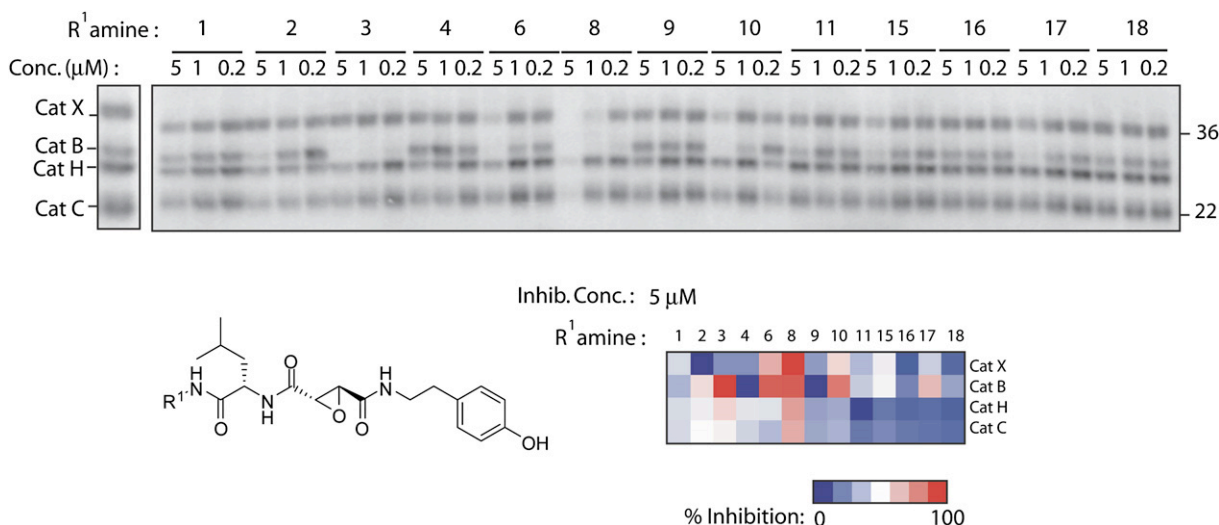 R¹ amine : 1 2 3 4 6 8 9 10 11 15 16 17 18
Conc. (µM) : 5 1 0.2 5 1 0.2 5 1 0.2 5 1 0.2 5 1 0.2 5 1 0.2 5 1 0.2 5 1 0.2 5 1 0.2 5 1 0.2 5 1 0.2 5 1 0.2 5 1 0.2
Cat X
36
Cat B
Cat H
Cat C
22
Inhib. Conc. : 5 µM
R¹ amine : 1 2 3 4 6 8 9 10 11 15 16 17 18
Cat X
Cat B
Cat H
Cat C
O
H
N
R¹
O
N
H
O
O
H
N
O
OH
% Inhibition: 0 100